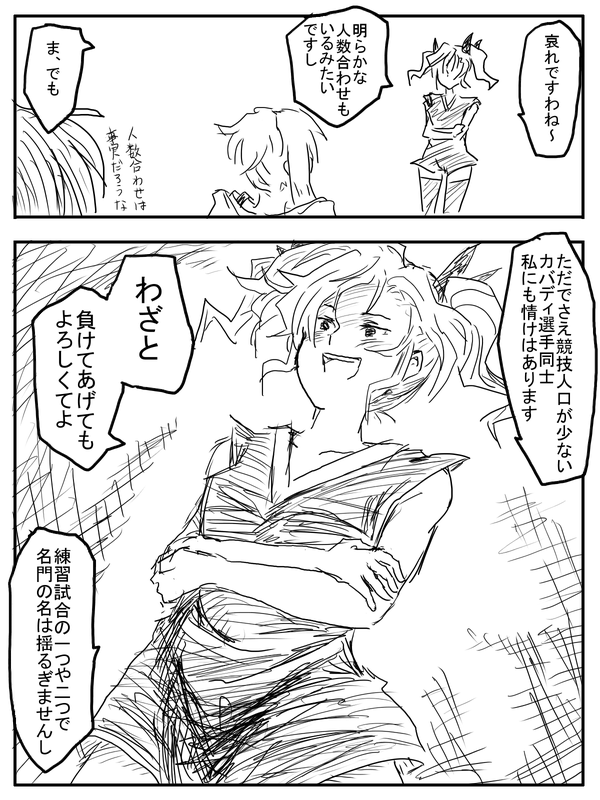 哀れですわね~
明らかな
人数合わせも
いるみたい
ですし
ま、でも
人数合わせは
事実だろうな
ただでさえ競技人口が少ない
カバディ選手同士
私にも情けはあります
わざと
負けてあげても
よろしくてよ
練習試合の一つや二つで
名門の名は揺るぎませんし